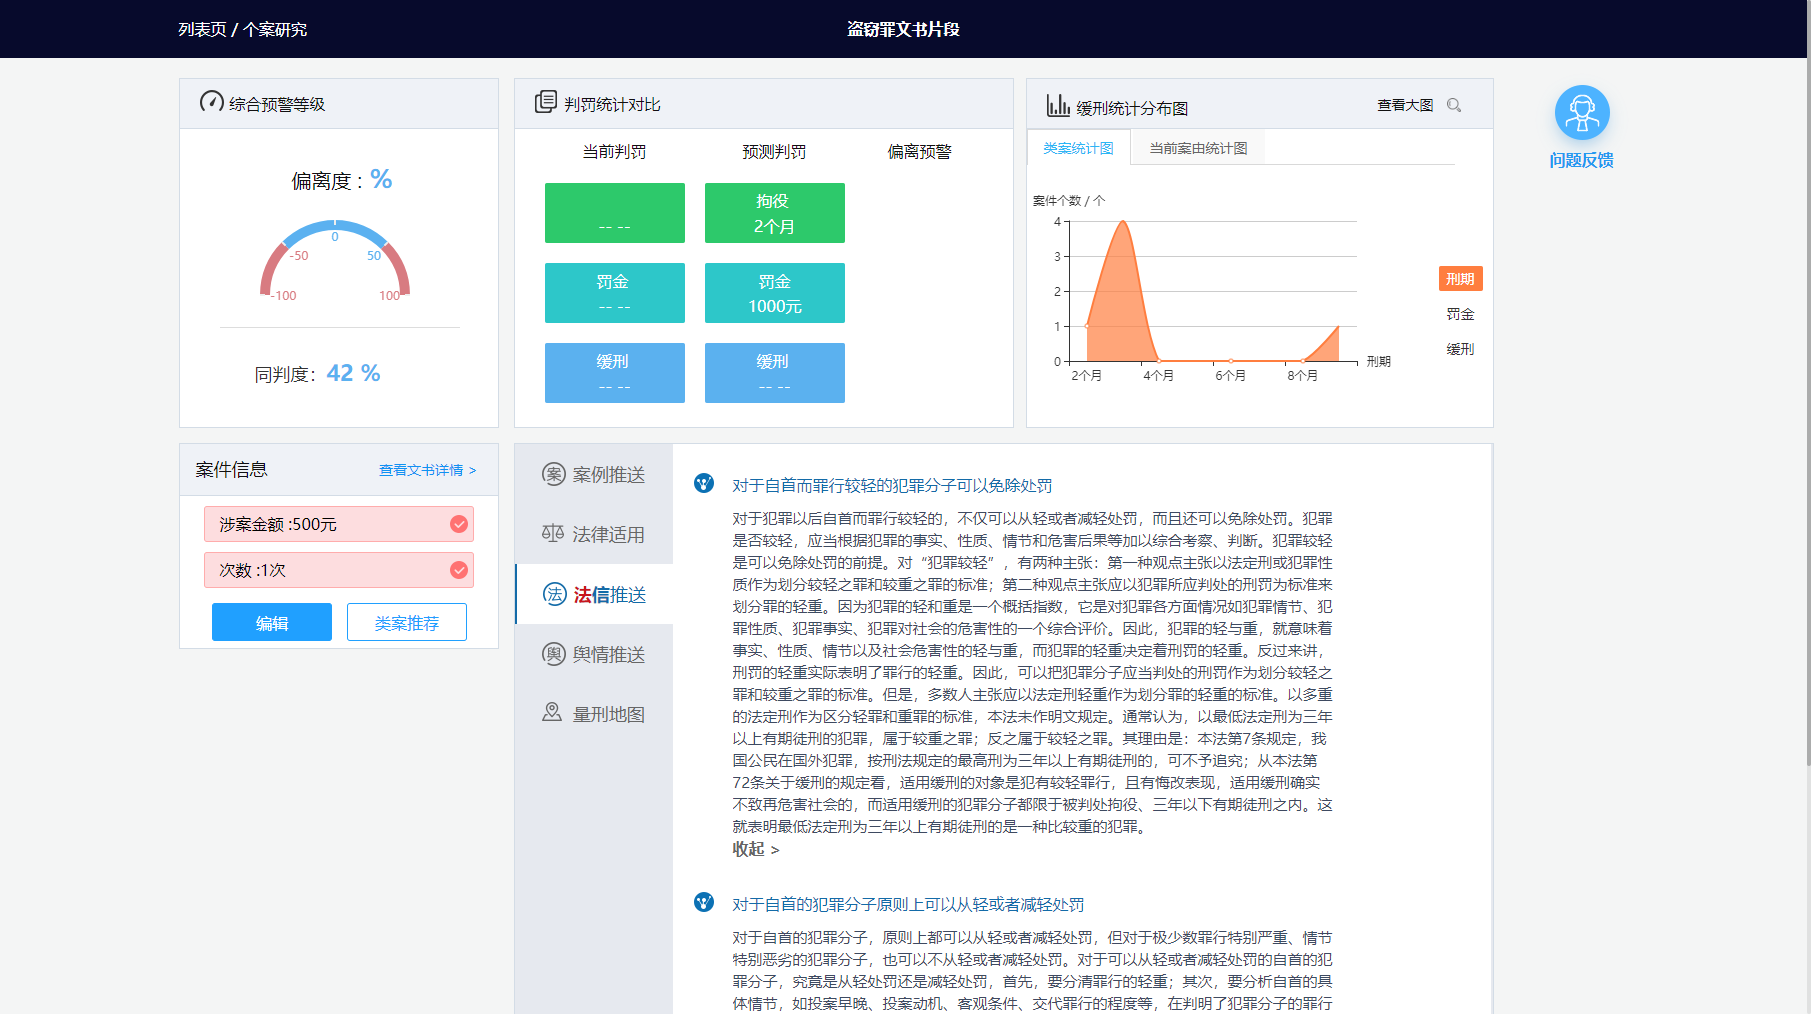 列表页 / 个案研究
盗窃罪文书片段
综合预警等级
偏离度：%
0
-50
50
-100
100
同判度：42 %
判罚统计对比
当前判罚
预测判罚
偏离预警
-- --
拘役
2个月
罚金
-- --
罚金
1000元
缓刑
-- --
缓刑
-- --
缓刑统计分布图
查看大图
类案统计图
当前案由统计图
案件个数 / 个
4
3
2
1
0
2个月
4个月
6个月
8个月
刑期
刑期
罚金
缓刑
问题反馈
案件信息
查看文书详情 >
涉案金额 :500元
次数 :1次
编辑
类案推荐
案 案例推送
法律适用
法 法信推送
舆 舆情推送
量刑地图
对于自首而罪行较轻的犯罪分子可以免除处罚
对于犯罪以后自首而罪行较轻的，不仅可以从轻或者减轻处罚，而且还可以免除处罚。犯罪
是否较轻，应当根据犯罪的事实、性质、情节和危害后果等加以综合考察、判断。犯罪较轻
是可以免除处罚的前提。对“犯罪较轻”，有两种主张：第一种观点主张以法定刑或犯罪性
质作为划分较轻之罪和较重之罪的标准；第二种观点主张应以犯罪所应判处的刑罚为标准来
划分罪的轻重。因为犯罪的轻和重是一个概括指数，它是对犯罪各方面情况如犯罪情节、犯
罪性质、犯罪事实、犯罪对社会的危害性的一个综合评价。因此，犯罪的轻与重，就意味着
事实、性质、情节以及社会危害性的轻与重，而犯罪的轻重决定着刑罚的轻重。反过来讲，
刑罚的轻重实际表明了罪行的轻重。因此，可以把犯罪分子应当判处的刑罚作为划分较轻之
罪和较重之罪的标准。但是，多数人主张应以法定刑轻重作为划分罪的轻重的标准。以多重
的法定刑作为区分轻罪和重罪的标准，本法未作明文规定。通常认为，以最低法定刑为三年
以上有期徒刑的犯罪，属于较重之罪；反之属于较轻之罪。其理由是：本法第7条规定，我
国公民在国外犯罪，按刑法规定的最高刑为三年以上有期徒刑的，可不予追究；从本法第
72条关于缓刑的规定看，适用缓刑的对象是犯有较轻罪行，且有悔改表现，适用缓刑确实
不致再危害社会的，而适用缓刑的犯罪分子都限于被判处拘役、三年以下有期徒刑之内。这
就表明最低法定刑为三年以上有期徒刑的是一种比较重的犯罪。
收起 >
对于自首的犯罪分子原则上可以从轻或者减轻处罚
对于自首的犯罪分子，原则上都可以从轻或者减轻处罚，但对于极少数罪行特别严重、情节
特别恶劣的犯罪分子，也可以不从轻或者减轻处罚。对于可以从轻或者减轻处罚的自首的犯
罪分子，究竟是从轻处罚还是减轻处罚，首先，要分清罪行的轻重；其次，要分析自首的具
体情节，如投案早晚、投案动机、客观条件、交代罪行的程度等，在判明了犯罪分子的罪行